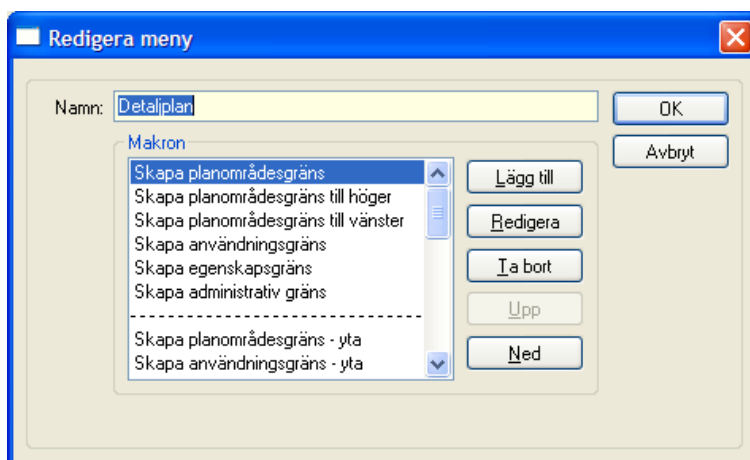 Redigera meny
Namn: Detaljplan
OK
Avbryt
Makron
Skapa planområdesgräns
Skapa planområdesgräns till höger
Skapa planområdesgräns till vänster
Skapa användningsgräns
Skapa egenskapsgräns
Skapa administrativ gräns
- - - - - - - - - - - - - - - - - - - - - - - - - - - - - - - - -
Skapa planområdesgräns - yta
Skapa användningsgräns - yta
Lägg till
Redigera
Ta bort
Upp
Ned